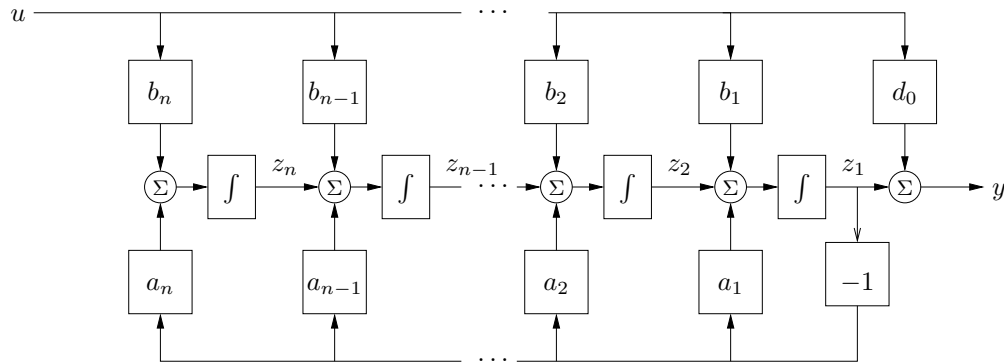 u ⋯
b_n b_{n−1} b_2 b_1 d_0
Σ ∫ z_n Σ ∫ z_{n−1} ⋯ Σ ∫ z_2 Σ ∫ z_1 Σ y
a_n a_{n−1} a_2 a_1 −1
⋯